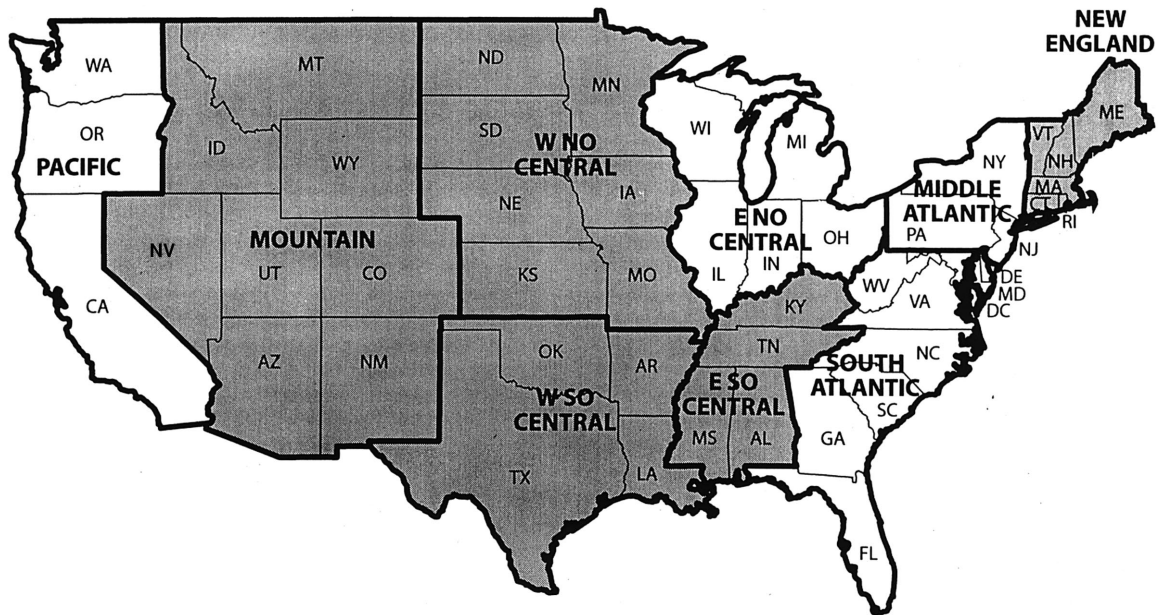 NEW
ENGLAND
WA
MT
ND
MN
ME
OR
ID
SD
WI
MI
VT
NH
NY
PACIFIC
WY
W NO
CENTRAL
MA
CT
RI
MIDDLE
ATLANTIC
NE
IA
PA
NJ
NV
MOUNTAIN
E NO
CENTRAL
OH
UT
CO
KS
MO
IL
IN
WV
VA
DE
MD
DC
CA
KY
AZ
NM
OK
AR
TN
NC
SOUTH
ATLANTIC
SC
W SO
CENTRAL
E SO
CENTRAL
MS
AL
GA
TX
LA
FL